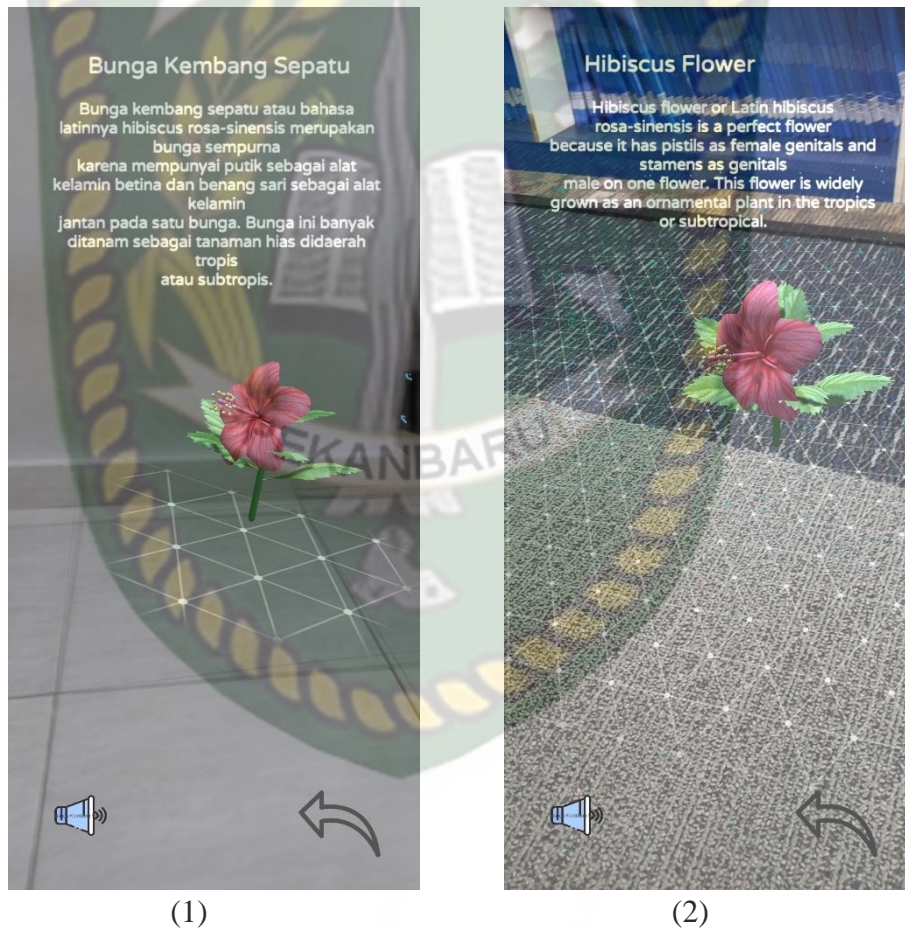 Bunga Kembang Sepatu
Bunga kembang sepatu atau bahasa
latinnya hibiscus rosa-sinensis merupakan
bunga sempurna
karena mempunyai putik sebagai alat
kelamin betina dan benang sari sebagai alat
kelamin
jantan pada satu bunga. Bunga ini banyak
ditanam sebagai tanaman hias didaerah
tropis
atau subtropis.
Hibiscus Flower
Hibiscus flower or Latin hibiscus
rosa-sinensis is a perfect flower
because it has pistils as female genitals and
stamens as genitals
male on one flower. This flower is widely
grown as an ornamental plant in the tropics
or subtropical.
EKANBARU
(1)
(2)